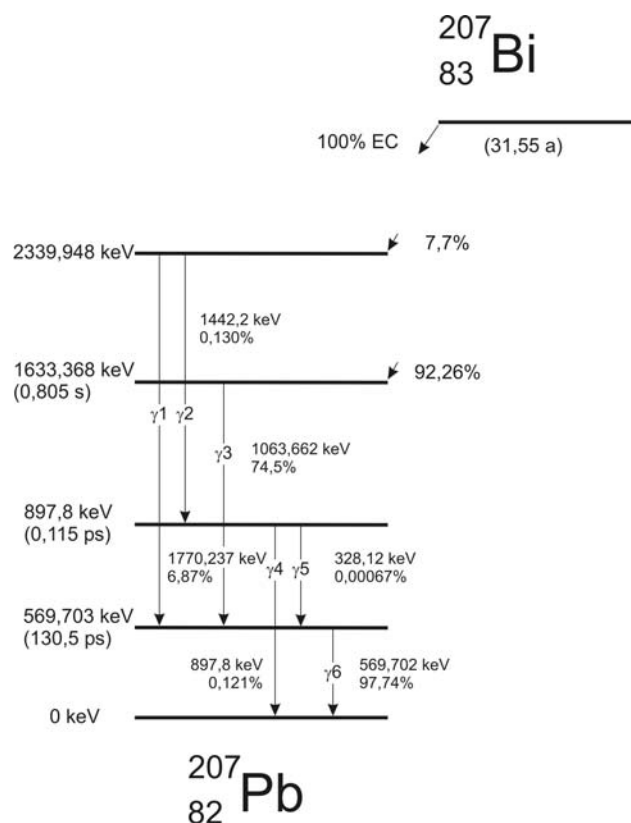 207
83 Bi
100% EC
(31,55 a)
2339,948 keV
7,7%
1442,2 keV
0,130%
1633,368 keV
(0,805 s)
92,26%
γ1
γ2
γ3
1063,662 keV
74,5%
897,8 keV
(0,115 ps)
1770,237 keV
6,87%
γ4
γ5
328,12 keV
0,00067%
569,703 keV
(130,5 ps)
897,8 keV
0,121%
γ6
569,702 keV
97,74%
0 keV
207
82 Pb